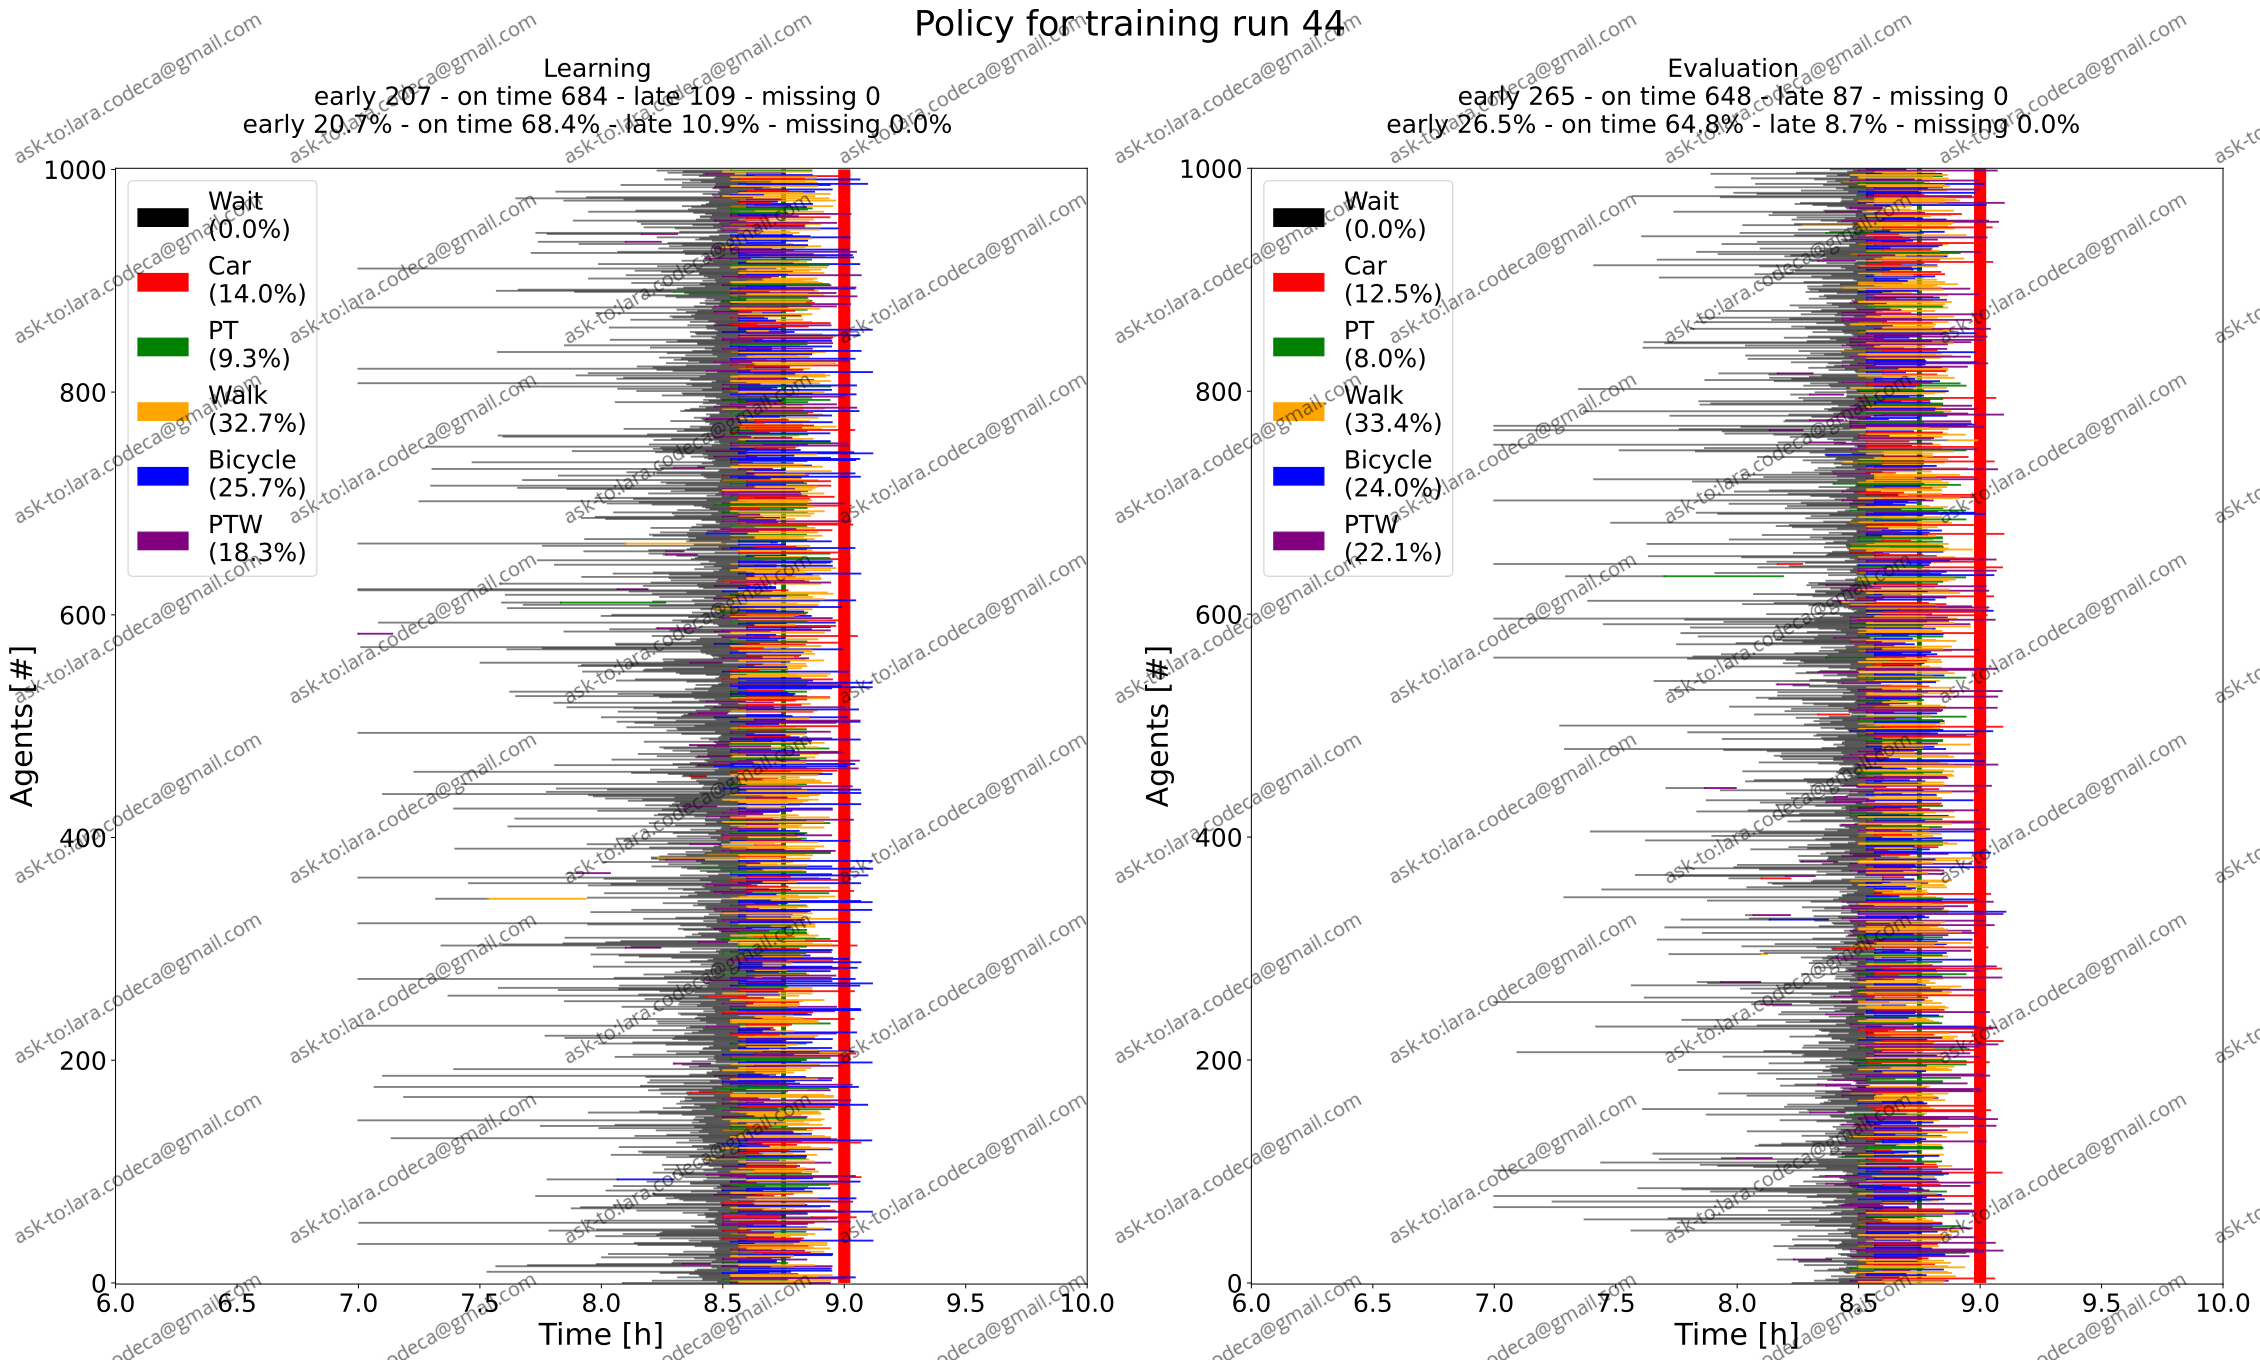 Policy for training run 44
Learning
early 207 - on time 684 - late 109 - missing 0
early 20.7% - on time 68.4% - late 10.9% - missing 0.0%
Wait
(0.0%)
Car
(14.0%)
PT
(9.3%)
Walk
(32.7%)
Bicycle
(25.7%)
PTW
(18.3%)
Agents [#]
1000
800
600
400
200
0
6.0 6.5 7.0 7.5 8.0 8.5 9.0 9.5 10.0
Time [h]
Evaluation
early 265 - on time 648 - late 87 - missing 0
early 26.5% - on time 64.8% - late 8.7% - missing 0.0%
Wait
(0.0%)
Car
(12.5%)
PT
(8.0%)
Walk
(33.4%)
Bicycle
(24.0%)
PTW
(22.1%)
Agents [#]
1000
800
600
400
200
0
6.0 6.5 7.0 7.5 8.0 8.5 9.0 9.5 10.0
Time [h]
ask-to:lara.codeca@gmail.com